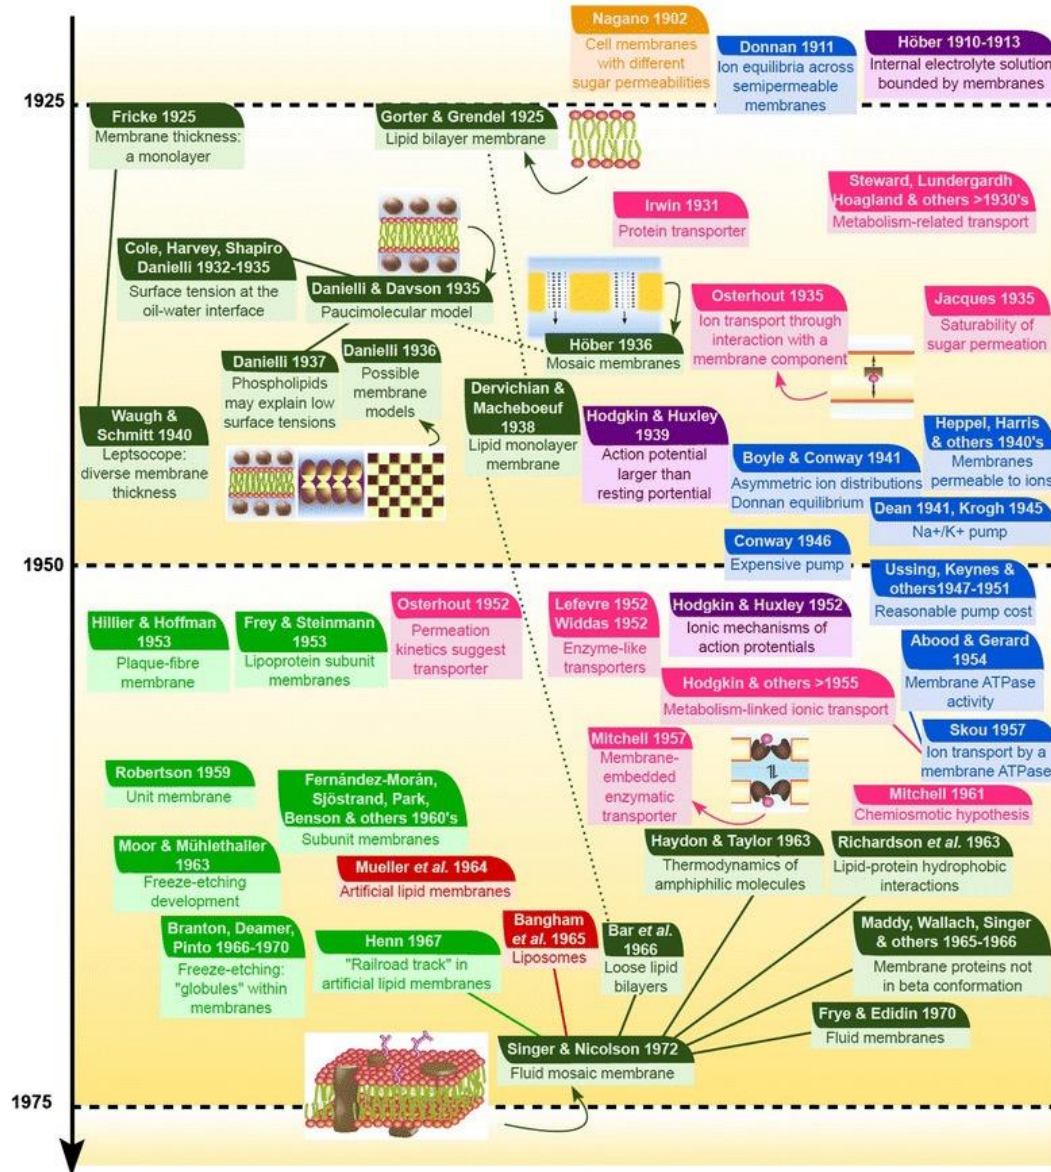 Nagano 1902
Cell membranes
with different
sugar permeabilities
Donnan 1911
Ion equilibria across
semipermeable
membranes
Höber 1910-1913
Internal electrolyte solution
bounded by membranes
1925
Fricke 1925
Membrane thickness:
a monolayer
Gorter & Grendel 1925
Lipid bilayer membrane
Steward, Lundergardh
Hoagland & others >1930's
Metabolism-related transport
Irwin 1931
Protein transporter
Cole, Harvey, Shapiro
Danielli 1932-1935
Surface tension at the
oil-water interface
Danielli & Davson 1935
Paucimolecular model
Osterhout 1935
Ion transport through
interaction with a
membrane component
Jacques 1935
Saturability of
sugar permeation
Höber 1936
Mosaic membranes
Danielli 1937
Phospholipids
may explain low
surface tensions
Danielli 1936
Possible
membrane
models
Dervichian &
Macheboeuf
1938
Lipid monolayer
membrane
Waugh &
Schmitt 1940
Leptsocope:
diverse membrane
thickness
Hodgkin & Huxley
1939
Action potential
larger than
resting portential
Boyle & Conway 1941
Asymmetric ion distributions
Donnan equilibrium
Heppel, Harris
& others 1940's
Membranes
permeable to ions
Dean 1941, Krogh 1945
Na+/K+ pump
Conway 1946
Expensive pump
1950
Ussing, Keynes &
others1947-1951
Reasonable pump cost
Hillier & Hoffman
1953
Plaque-fibre
membrane
Frey & Steinmann
1953
Lipoprotein subunit
membranes
Osterhout 1952
Permeation
kinetics suggest
transporter
Lefevre 1952
Widdas 1952
Enzyme-like
transporters
Hodgkin & Huxley 1952
Ionic mechanisms of
action potentials
Abood & Gerard
1954
Membrane ATPase
activity
Hodgkin & others >1955
Metabolism-linked ionic transport
Skou 1957
Ion transport by a
membrane ATPase
Mitchell 1957
Membrane-
embedded
enzymatic
transporter
Robertson 1959
Unit membrane
Fernández-Morán,
Sjöstrand, Park,
Benson & others 1960's
Subunit membranes
Mitchell 1961
Chemiosmotic hypothesis
Moor & Mühlethaller
1963
Freeze-etching
development
Haydon & Taylor 1963
Thermodynamics of
amphiphilic molecules
Richardson et al. 1963
Lipid-protein hydrophobic
interactions
Mueller et al. 1964
Artificial lipid membranes
Branton, Deamer,
Pinto 1966-1970
Freeze-etching:
"globules" within
membranes
Henn 1967
"Railroad track" in
artificial lipid membranes
Bangham
et al. 1965
Liposomes
Bar et al.
1966
Loose lipid
bilayers
Maddy, Wallach, Singer
& others 1965-1966
Membrane proteins not
in beta conformation
Frye & Edidin 1970
Fluid membranes
Singer & Nicolson 1972
Fluid mosaic membrane
1975